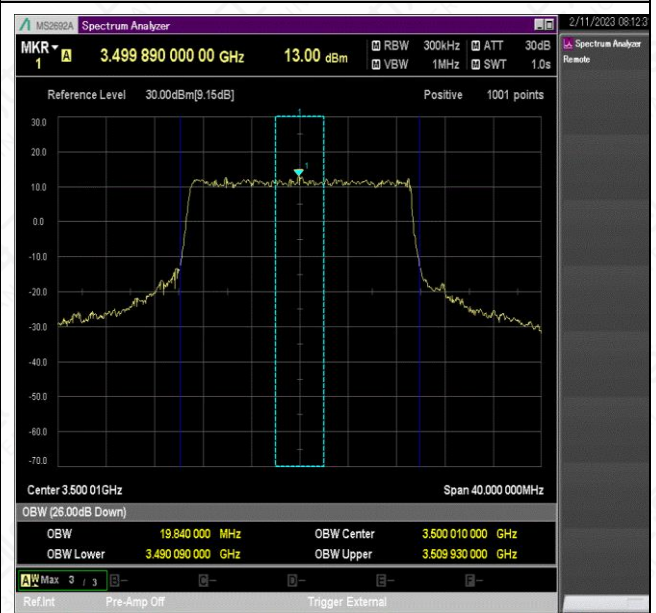 MS2692A Spectrum Analyzer
2/11/2023 08:12:3
MKR 1 A 3.499 890 000 00 GHz 13.00 dBm
M RBW 300kHz M ATT 30dB
M VBW 1MHz M SWT 1.0s
Spectrum Analyzer
Remote
Reference Level 30.00dBm[9.15dB] Positive 1001 points
1
30.0
20.0
1
10.0
0.0
-10.0
-20.0
-30.0
-40.0
-50.0
-60.0
-70.0
Center 3.500 01GHz Span 40.000 000MHz
OBW (26.00dB Down)
OBW 19.840 000 MHz OBW Center 3.500 010 000 GHz
OBW Lower 3.490 090 000 GHz OBW Upper 3.509 930 000 GHz
A W Max 3 / 3 B- C- D- E- F-
Ref.Int Pre-Amp Off Trigger External